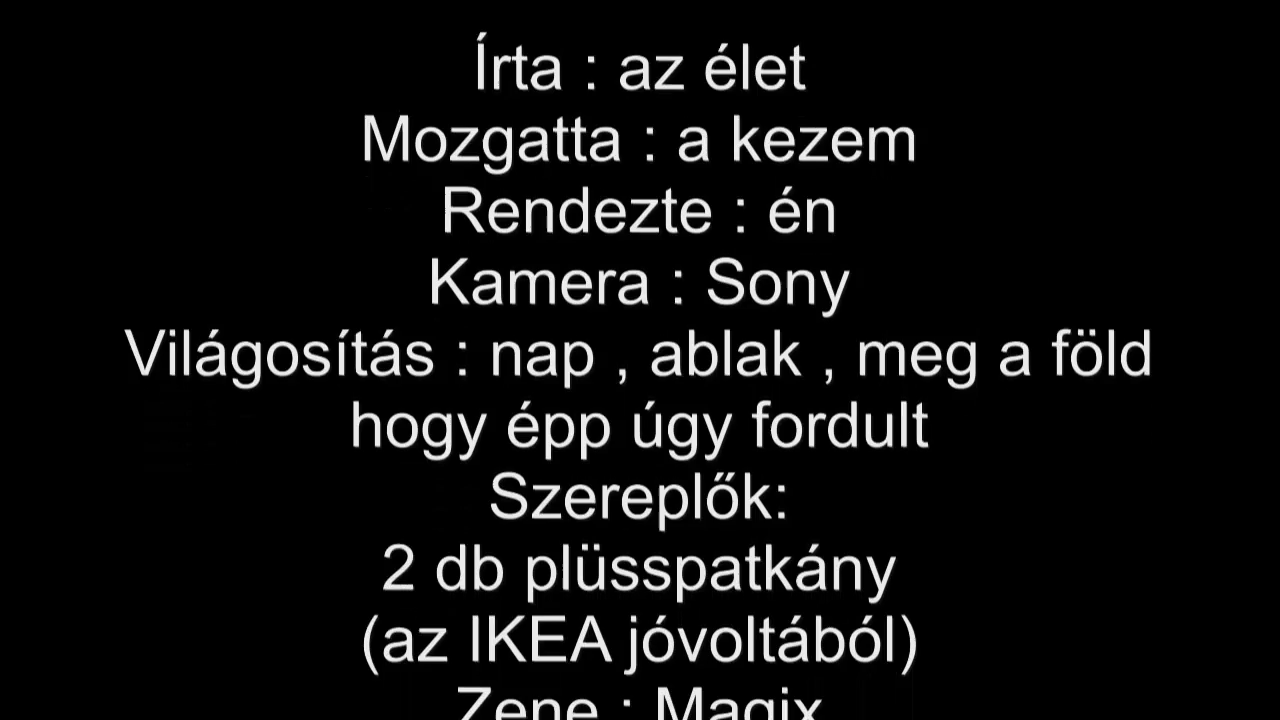 Írta : az élet
Mozgatta : a kezem
Rendezte : én
Kamera : Sony
Világosítás : nap , ablak , meg a föld
hogy épp úgy fordult
Szereplők:
2 db plüsspatkány
(az IKEA jóvoltából)
Zene : Magix